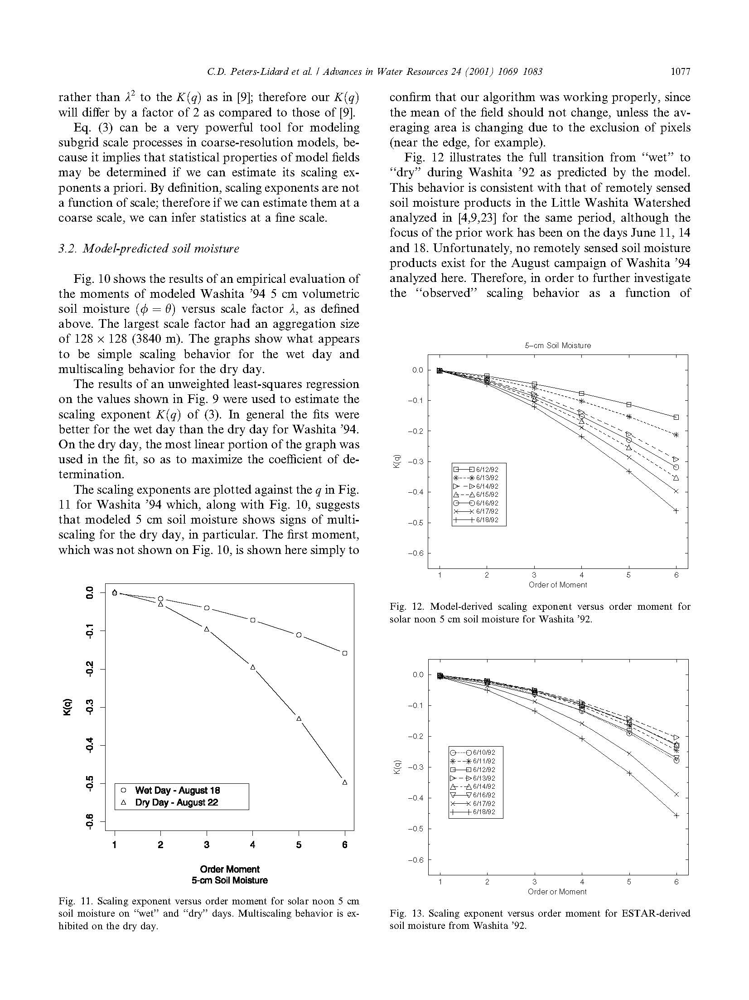 C.D. Peters-Lidard et al. / Advances in Water Resources 24 (2001) 1069 1083
1077
rather than λ² to the K(q) as in [9]; therefore our K(q)
will differ by a factor of 2 as compared to those of [9].
Eq. (3) can be a very powerful tool for modeling
subgrid scale processes in coarse-resolution models, be-
cause it implies that statistical properties of model fields
may be determined if we can estimate its scaling ex-
ponents a priori. By definition, scaling exponents are not
a function of scale; therefore if we can estimate them at a
coarse scale, we can infer statistics at a fine scale.
3.2. Model-predicted soil moisture
Fig. 10 shows the results of an empirical evaluation of
the moments of modeled Washita ’94 5 cm volumetric
soil moisture (ϕ = θ) versus scale factor λ, as defined
above. The largest scale factor had an aggregation size
of 128 × 128 (3840 m). The graphs show what appears
to be simple scaling behavior for the wet day and
multiscaling behavior for the dry day.
The results of an unweighted least-squares regression
on the values shown in Fig. 9 were used to estimate the
scaling exponent K(q) of (3). In general the fits were
better for the wet day than the dry day for Washita ’94.
On the dry day, the most linear portion of the graph was
used in the fit, so as to maximize the coefficient of de-
termination.
The scaling exponents are plotted against the q in Fig.
11 for Washita ’94 which, along with Fig. 10, suggests
that modeled 5 cm soil moisture shows signs of multi-
scaling for the dry day, in particular. The first moment,
which was not shown on Fig. 10, is shown here simply to
0.0
-0.1
-0.2
-0.3
-0.4
-0.5
-0.6
K(q)
Wet Day - August 18
Dry Day - August 22
1 2 3 4 5 6
Order Moment
5-cm Soil Moisture
Fig. 11. Scaling exponent versus order moment for solar noon 5 cm
soil moisture on “wet” and “dry” days. Multiscaling behavior is ex-
hibited on the dry day.
confirm that our algorithm was working properly, since
the mean of the field should not change, unless the av-
eraging area is changing due to the exclusion of pixels
(near the edge, for example).
Fig. 12 illustrates the full transition from “wet” to
“dry” during Washita ’92 as predicted by the model.
This behavior is consistent with that of remotely sensed
soil moisture products in the Little Washita Watershed
analyzed in [4,9,23] for the same period, although the
focus of the prior work has been on the days June 11, 14
and 18. Unfortunately, no remotely sensed soil moisture
products exist for the August campaign of Washita ’94
analyzed here. Therefore, in order to further investigate
the “observed” scaling behavior as a function of
5–cm Soil Moisture
0.0
–0.1
–0.2
–0.3
–0.4
–0.5
–0.6
K(q)
6/12/92
6/13/92
6/14/92
6/15/92
6/16/92
6/17/92
6/18/92
1 2 3 4 5 6
Order of Moment
Fig. 12. Model-derived scaling exponent versus order moment for
solar noon 5 cm soil moisture for Washita ’92.
0.0
–0.1
–0.2
–0.3
–0.4
–0.5
–0.6
K(q)
6/10/92
6/11/92
6/12/92
6/13/92
6/14/92
6/16/92
6/17/92
6/18/92
1 2 3 4 5 6
Order or Moment
Fig. 13. Scaling exponent versus order moment for ESTAR-derived
soil moisture from Washita ’92.